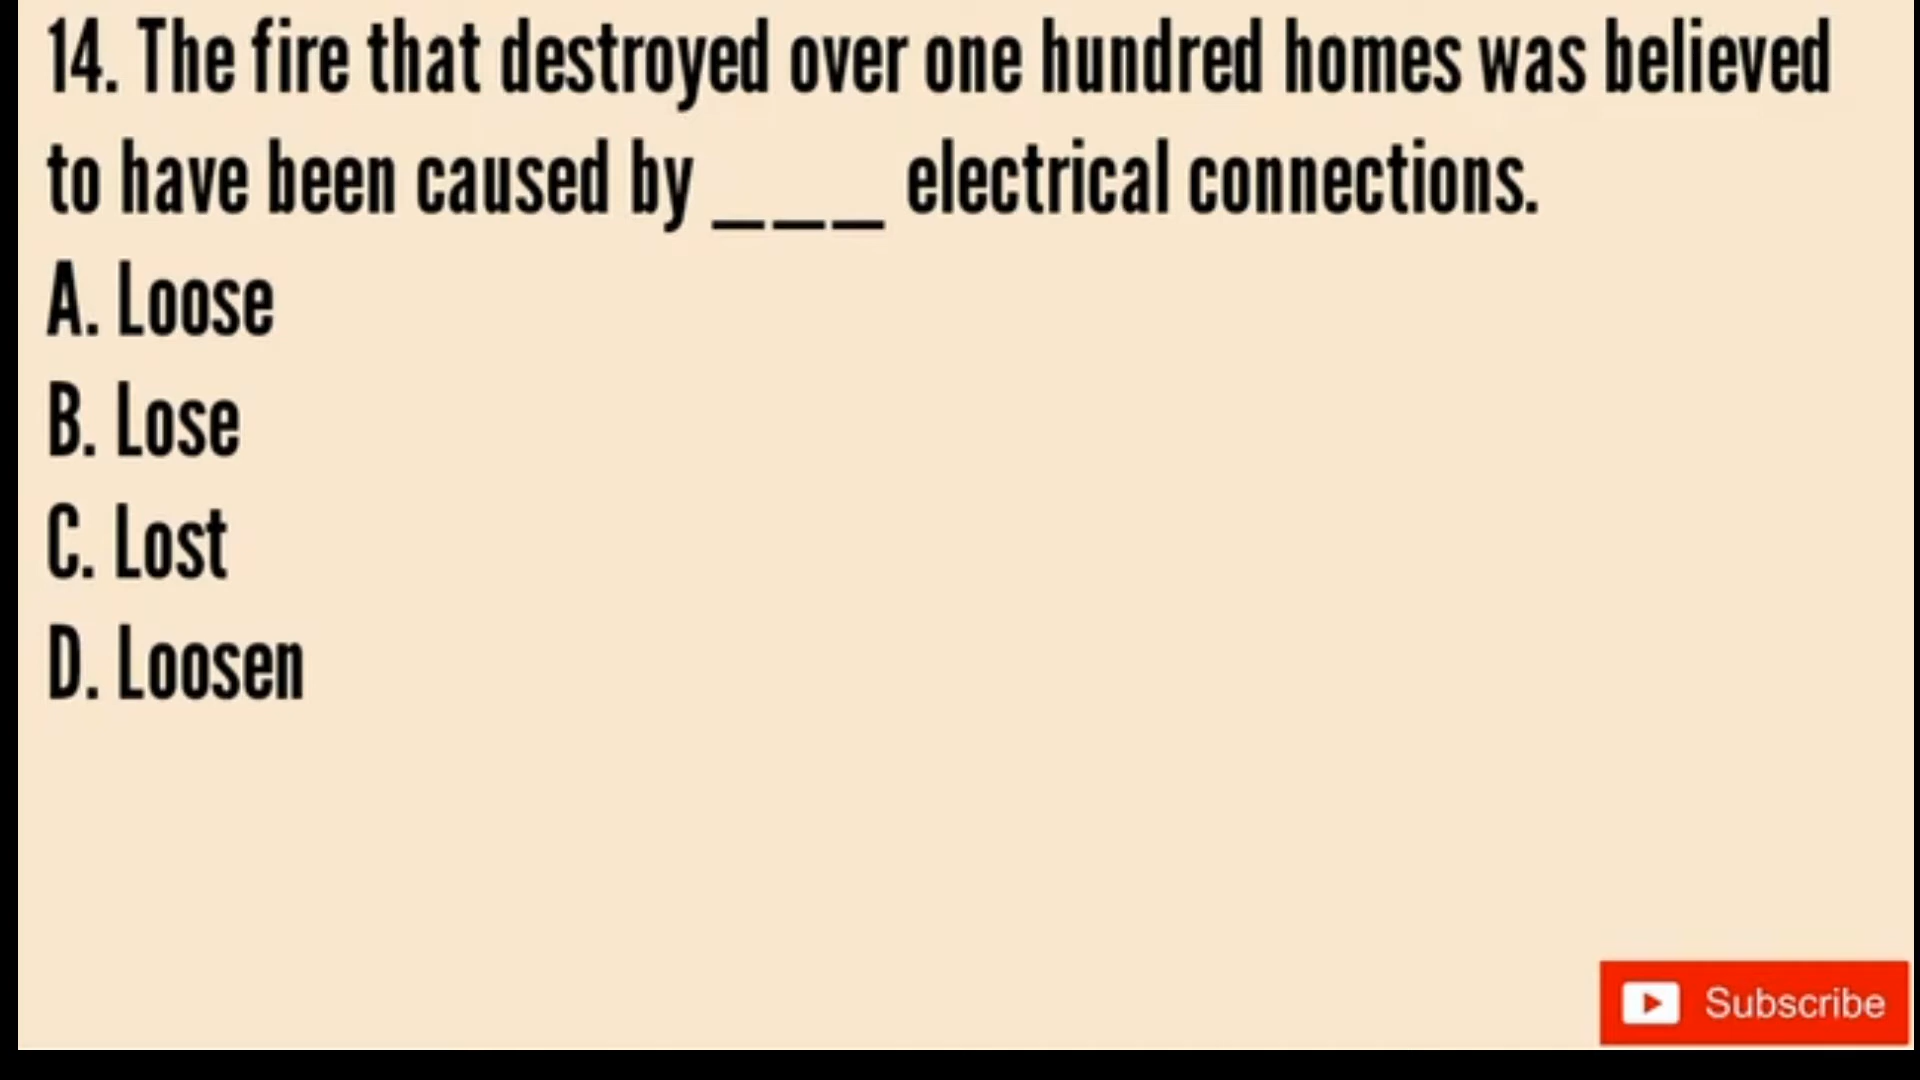 14. The fire that destroyed over one hundred homes was believed
to have been caused by ___ electrical connections.
A. Loose
B. Lose
C. Lost
D. Loosen
Subscribe